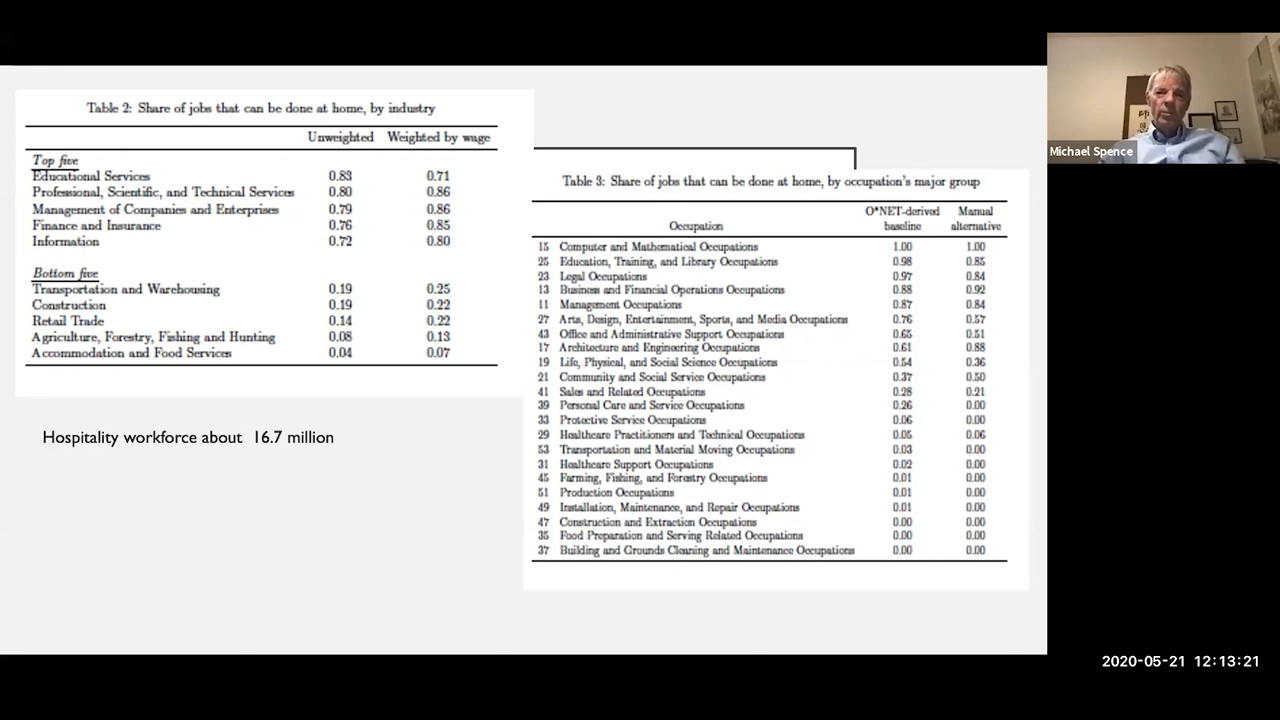 Table 2: Share of jobs that can be done at home, by industry
Unweighted Weighted by wage
Top five
Educational Services 0.83 0.71
Professional, Scientific, and Technical Services 0.80 0.86
Management of Companies and Enterprises 0.79 0.86
Finance and Insurance 0.76 0.85
Information 0.72 0.80
Bottom five
Transportation and Warehousing 0.19 0.25
Construction 0.19 0.22
Retail Trade 0.14 0.22
Agriculture, Forestry, Fishing and Hunting 0.08 0.13
Accommodation and Food Services 0.04 0.07
Hospitality workforce about 16.7 million
Table 3: Share of jobs that can be done at home, by occupation's major group
O*NET-derived Manual
Occupation baseline alternative
15 Computer and Mathematical Occupations 1.00 1.00
25 Education, Training, and Library Occupations 0.98 0.85
23 Legal Occupations 0.97 0.84
13 Business and Financial Operations Occupations 0.88 0.92
11 Management Occupations 0.87 0.84
27 Arts, Design, Entertainment, Sports, and Media Occupations 0.76 0.57
43 Office and Administrative Support Occupations 0.65 0.51
17 Architecture and Engineering Occupations 0.61 0.88
19 Life, Physical, and Social Science Occupations 0.54 0.36
21 Community and Social Service Occupations 0.37 0.50
41 Sales and Related Occupations 0.28 0.21
39 Personal Care and Service Occupations 0.26 0.00
33 Protective Service Occupations 0.06 0.00
29 Healthcare Practitioners and Technical Occupations 0.05 0.06
53 Transportation and Material Moving Occupations 0.03 0.00
31 Healthcare Support Occupations 0.02 0.00
45 Farming, Fishing, and Forestry Occupations 0.01 0.00
51 Production Occupations 0.01 0.00
49 Installation, Maintenance, and Repair Occupations 0.01 0.00
47 Construction and Extraction Occupations 0.00 0.00
35 Food Preparation and Serving Related Occupations 0.00 0.00
37 Building and Grounds Cleaning and Maintenance Occupations 0.00 0.00
Michael Spence
2020-05-21 12:13:21